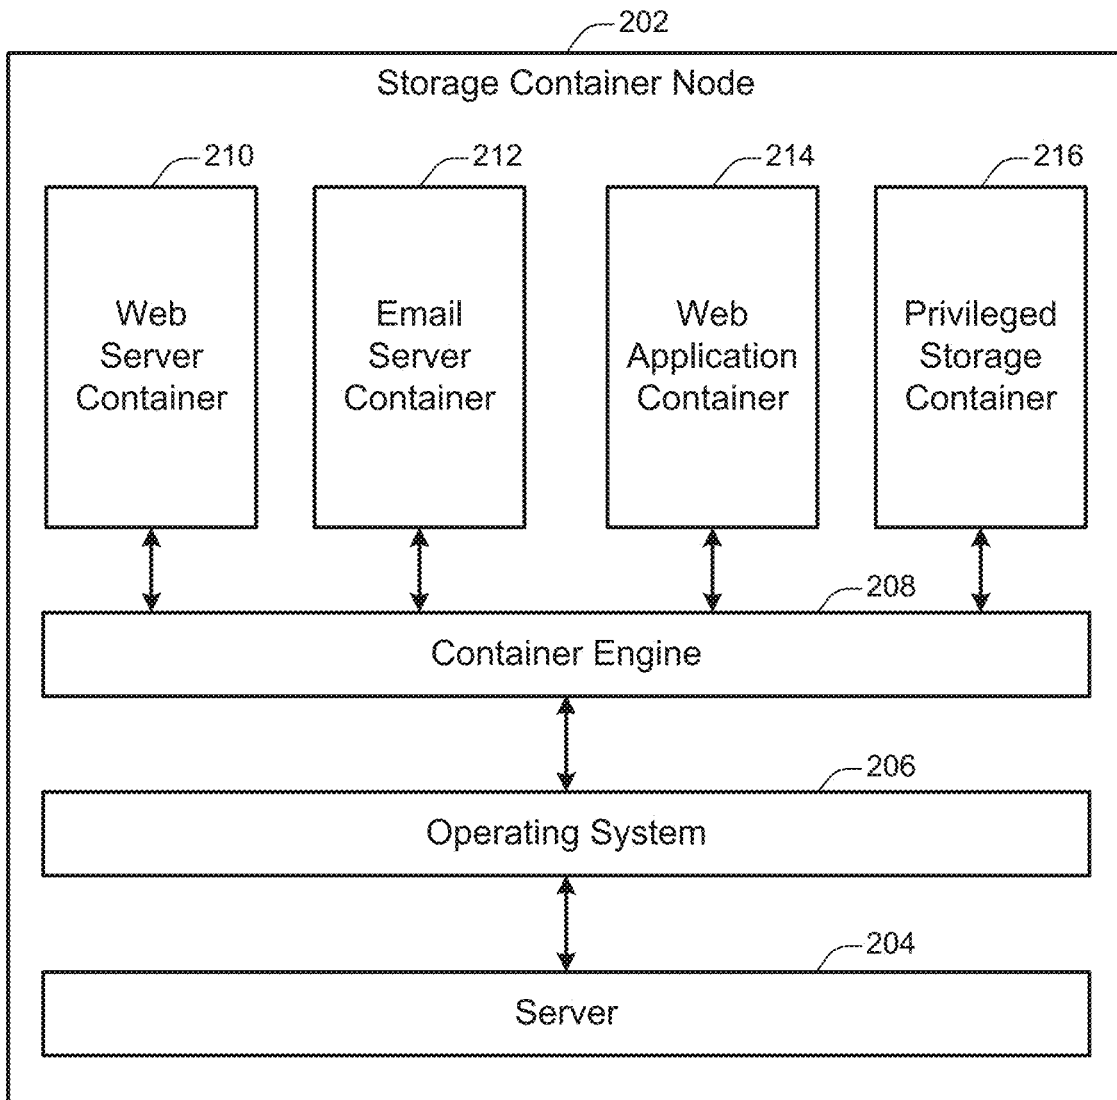 202
Storage Container Node
210
212
214
216
Web
Server
Container
Email
Server
Container
Web
Application
Container
Privileged
Storage
Container
208
Container Engine
206
Operating System
204
Server